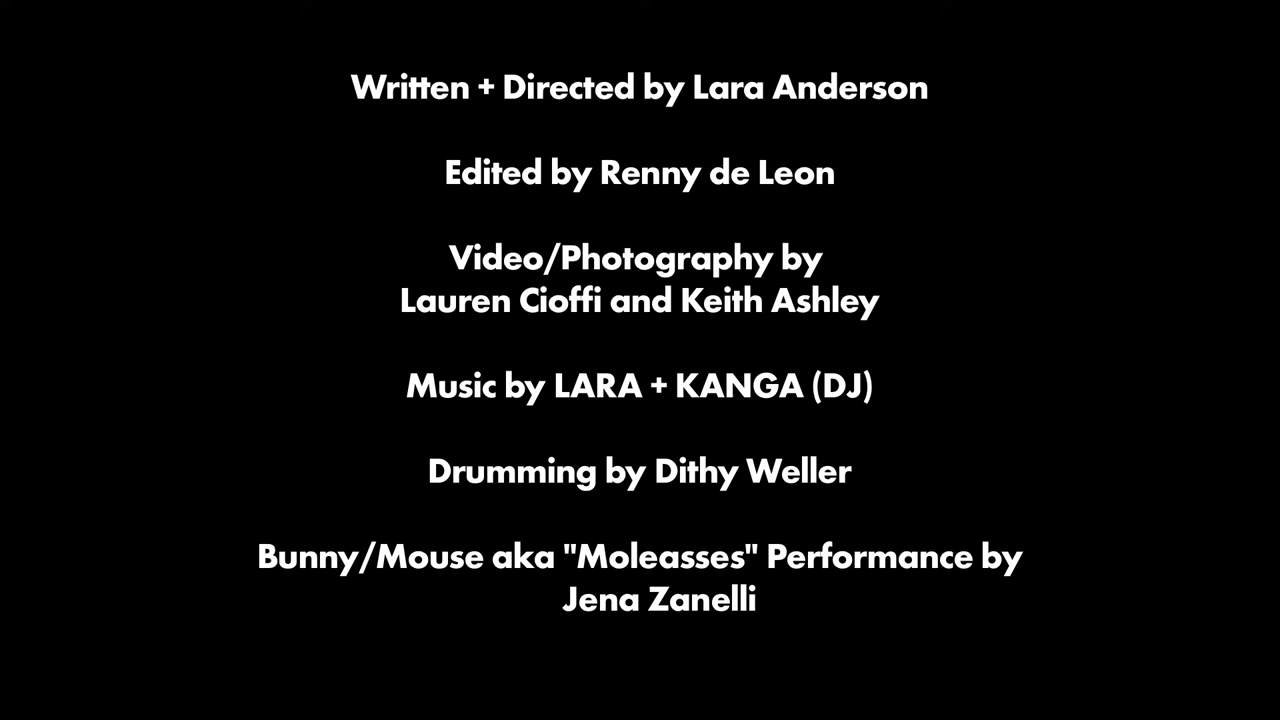 Written + Directed by Lara Anderson
Edited by Renny de Leon
Video/Photography by
Lauren Cioffi and Keith Ashley
Music by LARA + KANGA (DJ)
Drumming by Dithy Weller
Bunny/Mouse aka "Moleasses" Performance by
Jena Zanelli